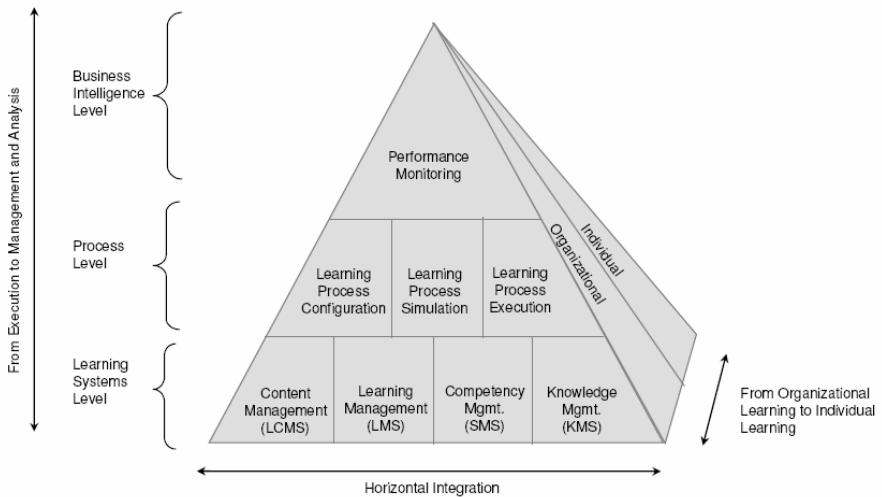 Business
Intelligence
Level
Performance
Monitoring
From Execution to Management and Analysis
Process
Level
Learning
Process
Configuration
Learning
Process
Simulation
Learning
Process
Execution
Organizational
Individual
Learning
Systems
Level
Content
Management
(LCMS)
Learning
Management
(LMS)
Competency
Mgmt.
(SMS)
Knowledge
Mgmt.
(KMS)
From Organizational
Learning to Individual
Learning
Horizontal Integration